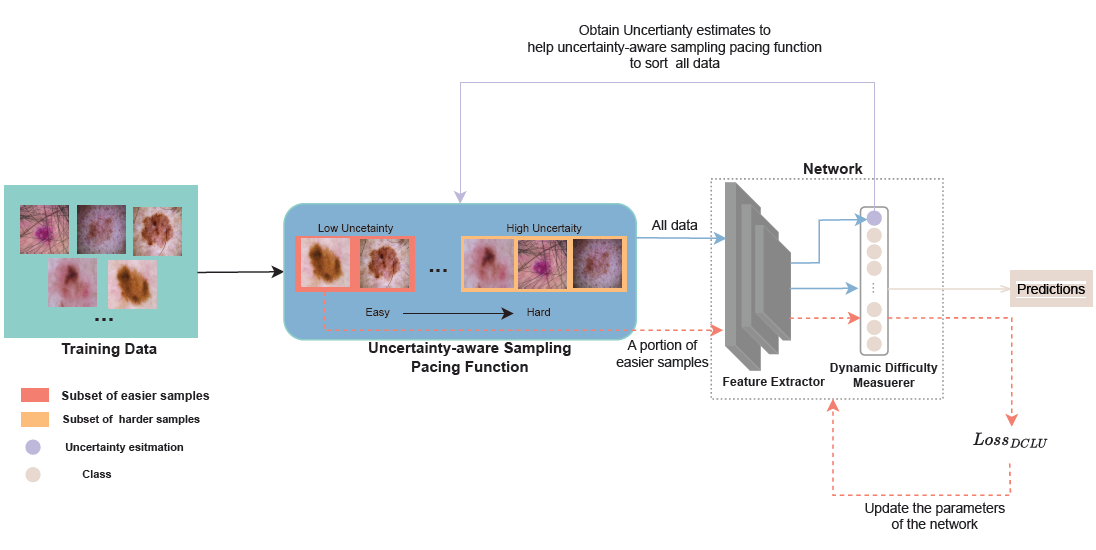 Obtain Uncertianty estimates to
help uncertainty-aware sampling pacing function
to sort all data
Network
Low Uncetainty
High Uncertaity
All data
...
...
Easy
Hard
Training Data
Uncertainty-aware Sampling
Pacing Function
A portion of
easier samples
Feature Extractor
Dynamic Difficulty
Measuerer
Predictions
Subset of easier samples
Subset of harder samples
Uncertainty esitmation
Class
Loss DCLU
Update the parameters
of the network